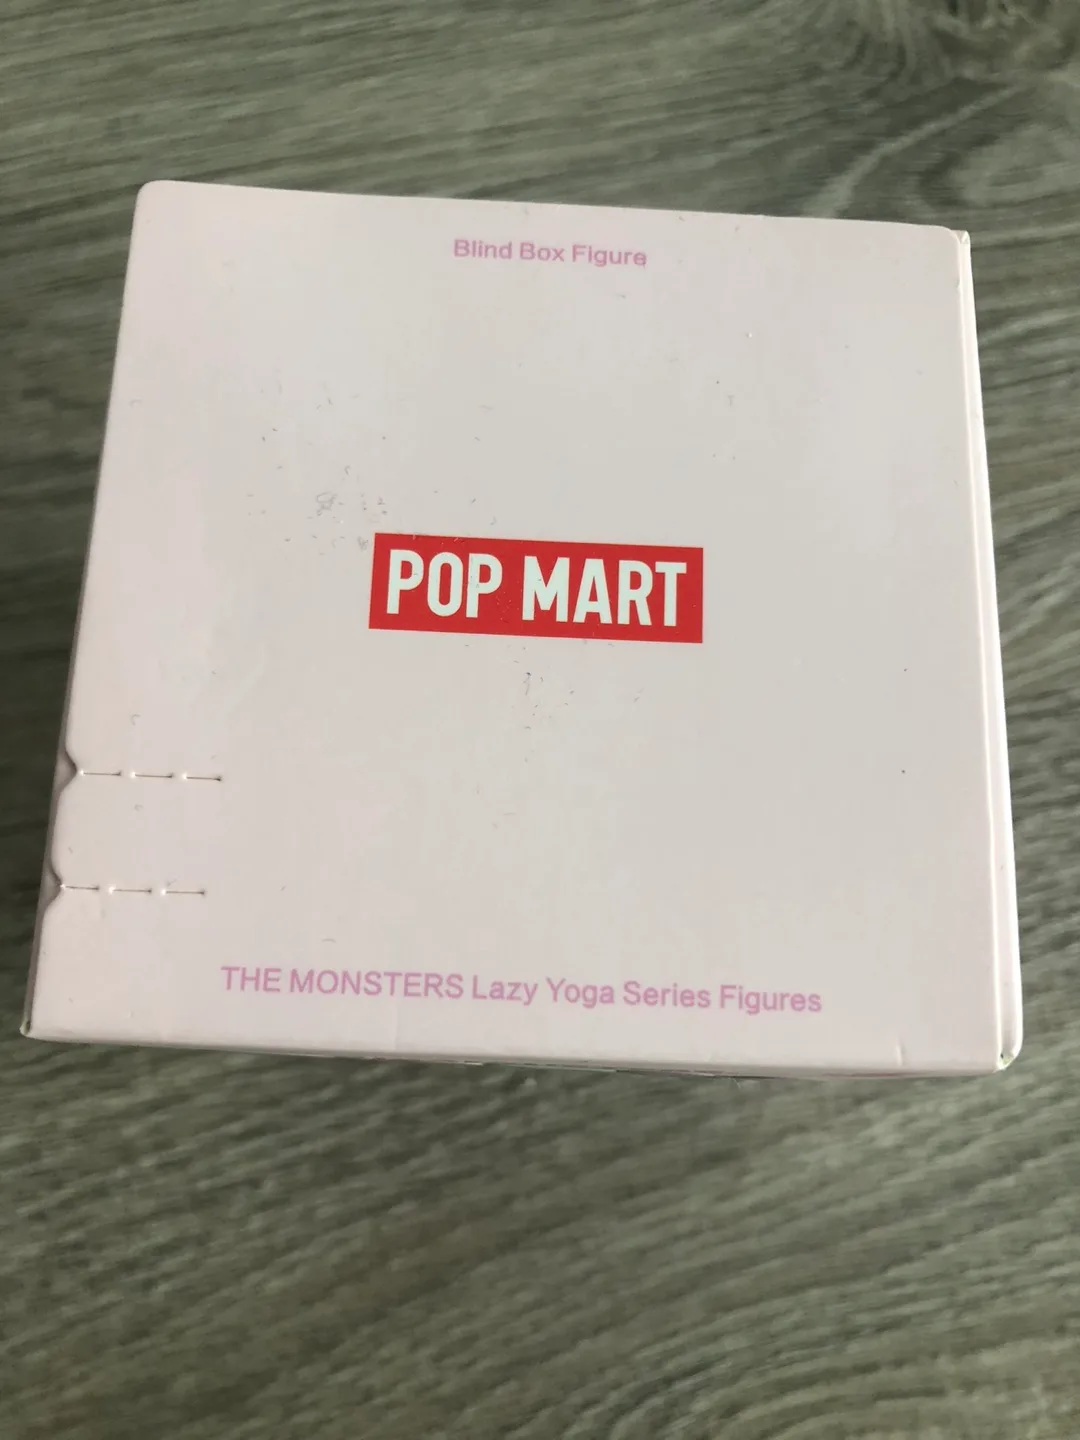 Blind Box Figure
POP MART
THE MONSTERS Lazy Yoga Series Figures